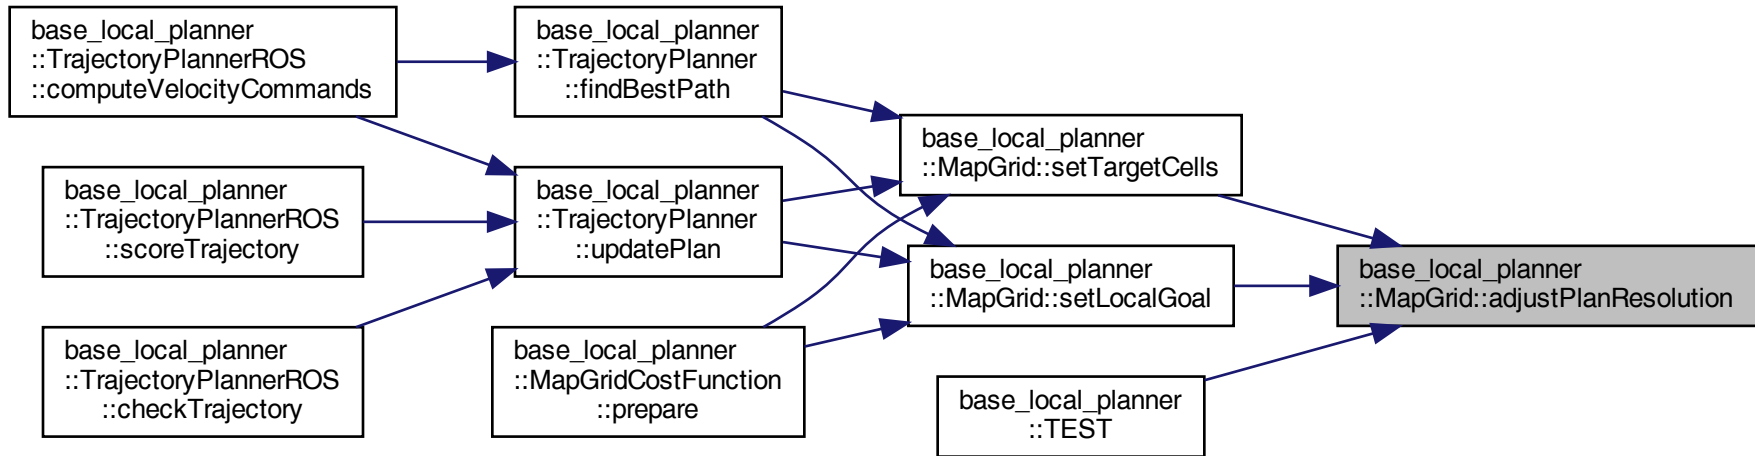 base_local_planner
::TrajectoryPlannerROS
::computeVelocityCommands
base_local_planner
::TrajectoryPlanner
::findBestPath
base_local_planner
::MapGrid::setTargetCells
base_local_planner
::TrajectoryPlannerROS
::scoreTrajectory
base_local_planner
::TrajectoryPlanner
::updatePlan
base_local_planner
::MapGrid::setLocalGoal
base_local_planner
::MapGrid::adjustPlanResolution
base_local_planner
::TrajectoryPlannerROS
::checkTrajectory
base_local_planner
::MapGridCostFunction
::prepare
base_local_planner
::TEST